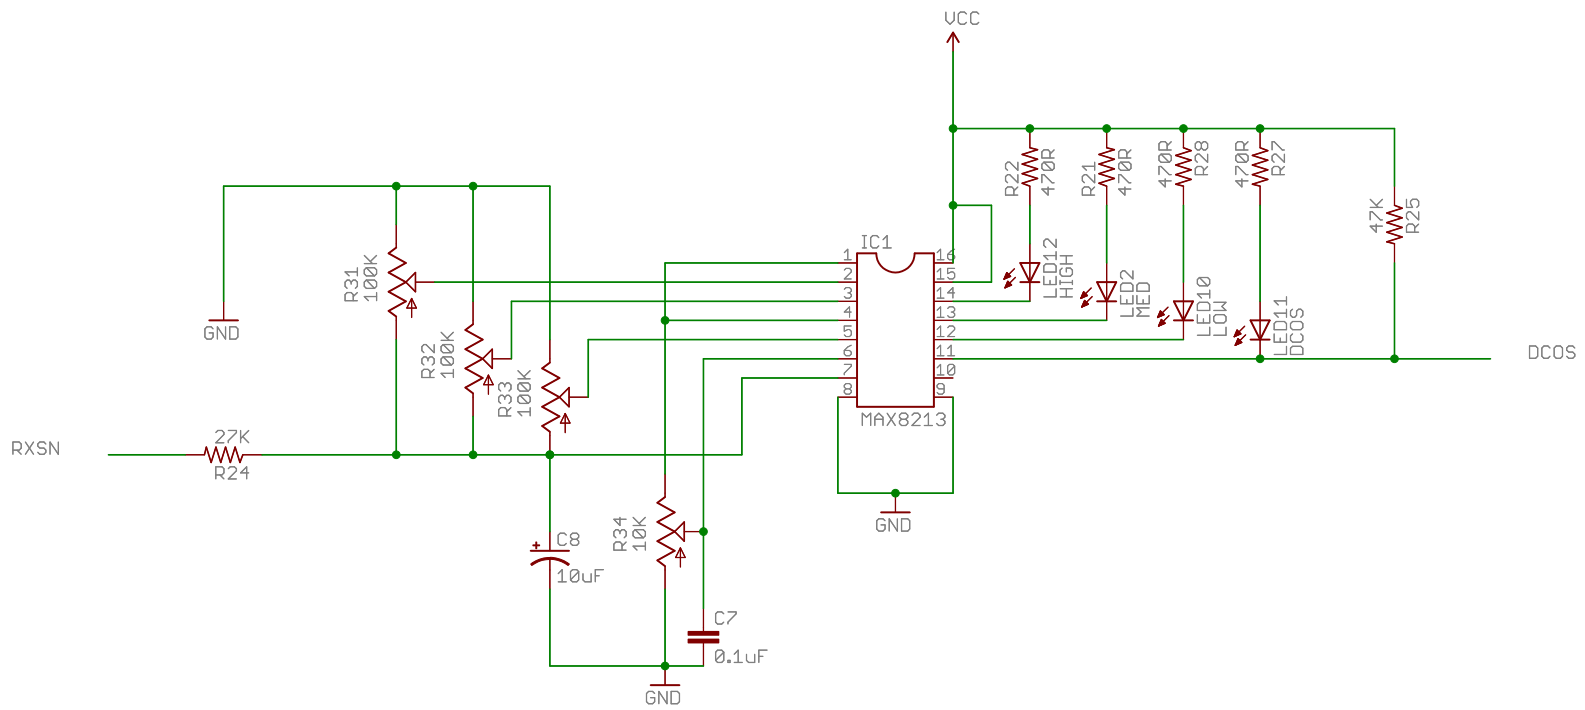 VCC
R22
470R
R21
470R
470R
R28
470R
R27
47K
R25
IC1
1
2
3
4
5
6
7
8
16
15
14
13
12
11
10
9
MAX8213
LED12
HIGH
LED2
MED
LED10
LOW
LED11
DCOS
DCOS
R31
100K
R32
100K
R33
100K
GND
RXSN
27K
R24
GND
R34
10K
+
C8
10uF
C7
0.1uF
GND